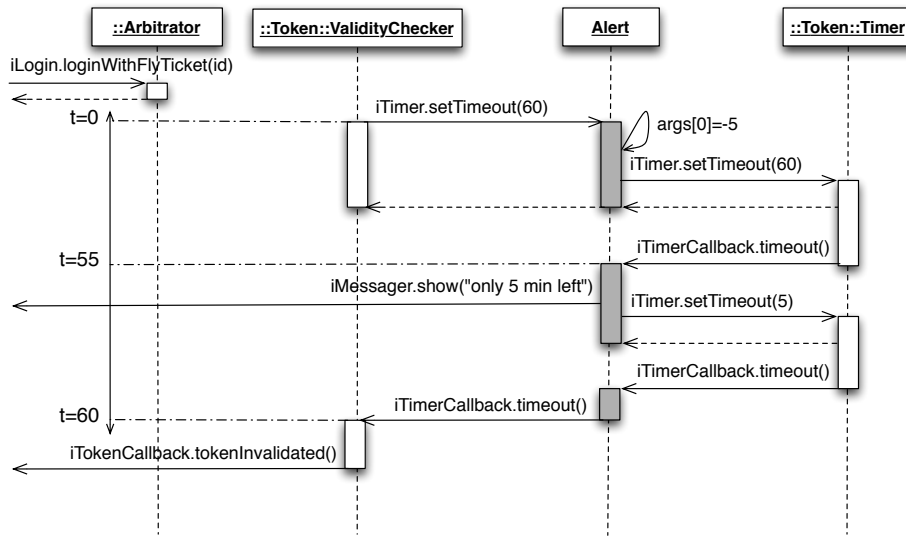 ::Arbitrator
::Token::ValidityChecker
Alert
::Token::Timer
iLogin.loginWithFlyTicket(id)
t=0
iTimer.setTimeout(60)
args[0]=-5
iTimer.setTimeout(60)
iTimerCallback.timeout()
t=55
iMessager.show("only 5 min left")
iTimer.setTimeout(5)
iTimerCallback.timeout()
iTimerCallback.timeout()
t=60
iTokenCallback.tokenInvalidated()